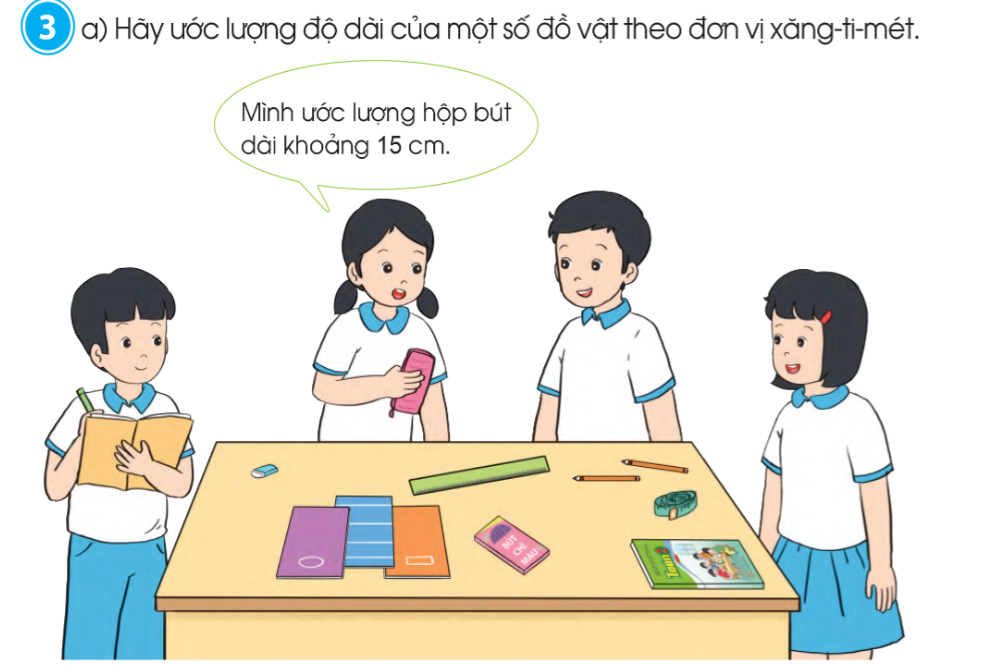 3 a) Hãy ước lượng độ dài của một số đồ vật theo đơn vị xăng-ti-mét.
Mình ước lượng hộp bút
dài khoảng 15 cm.
BÚT
CHÌ
MÀU
Toán